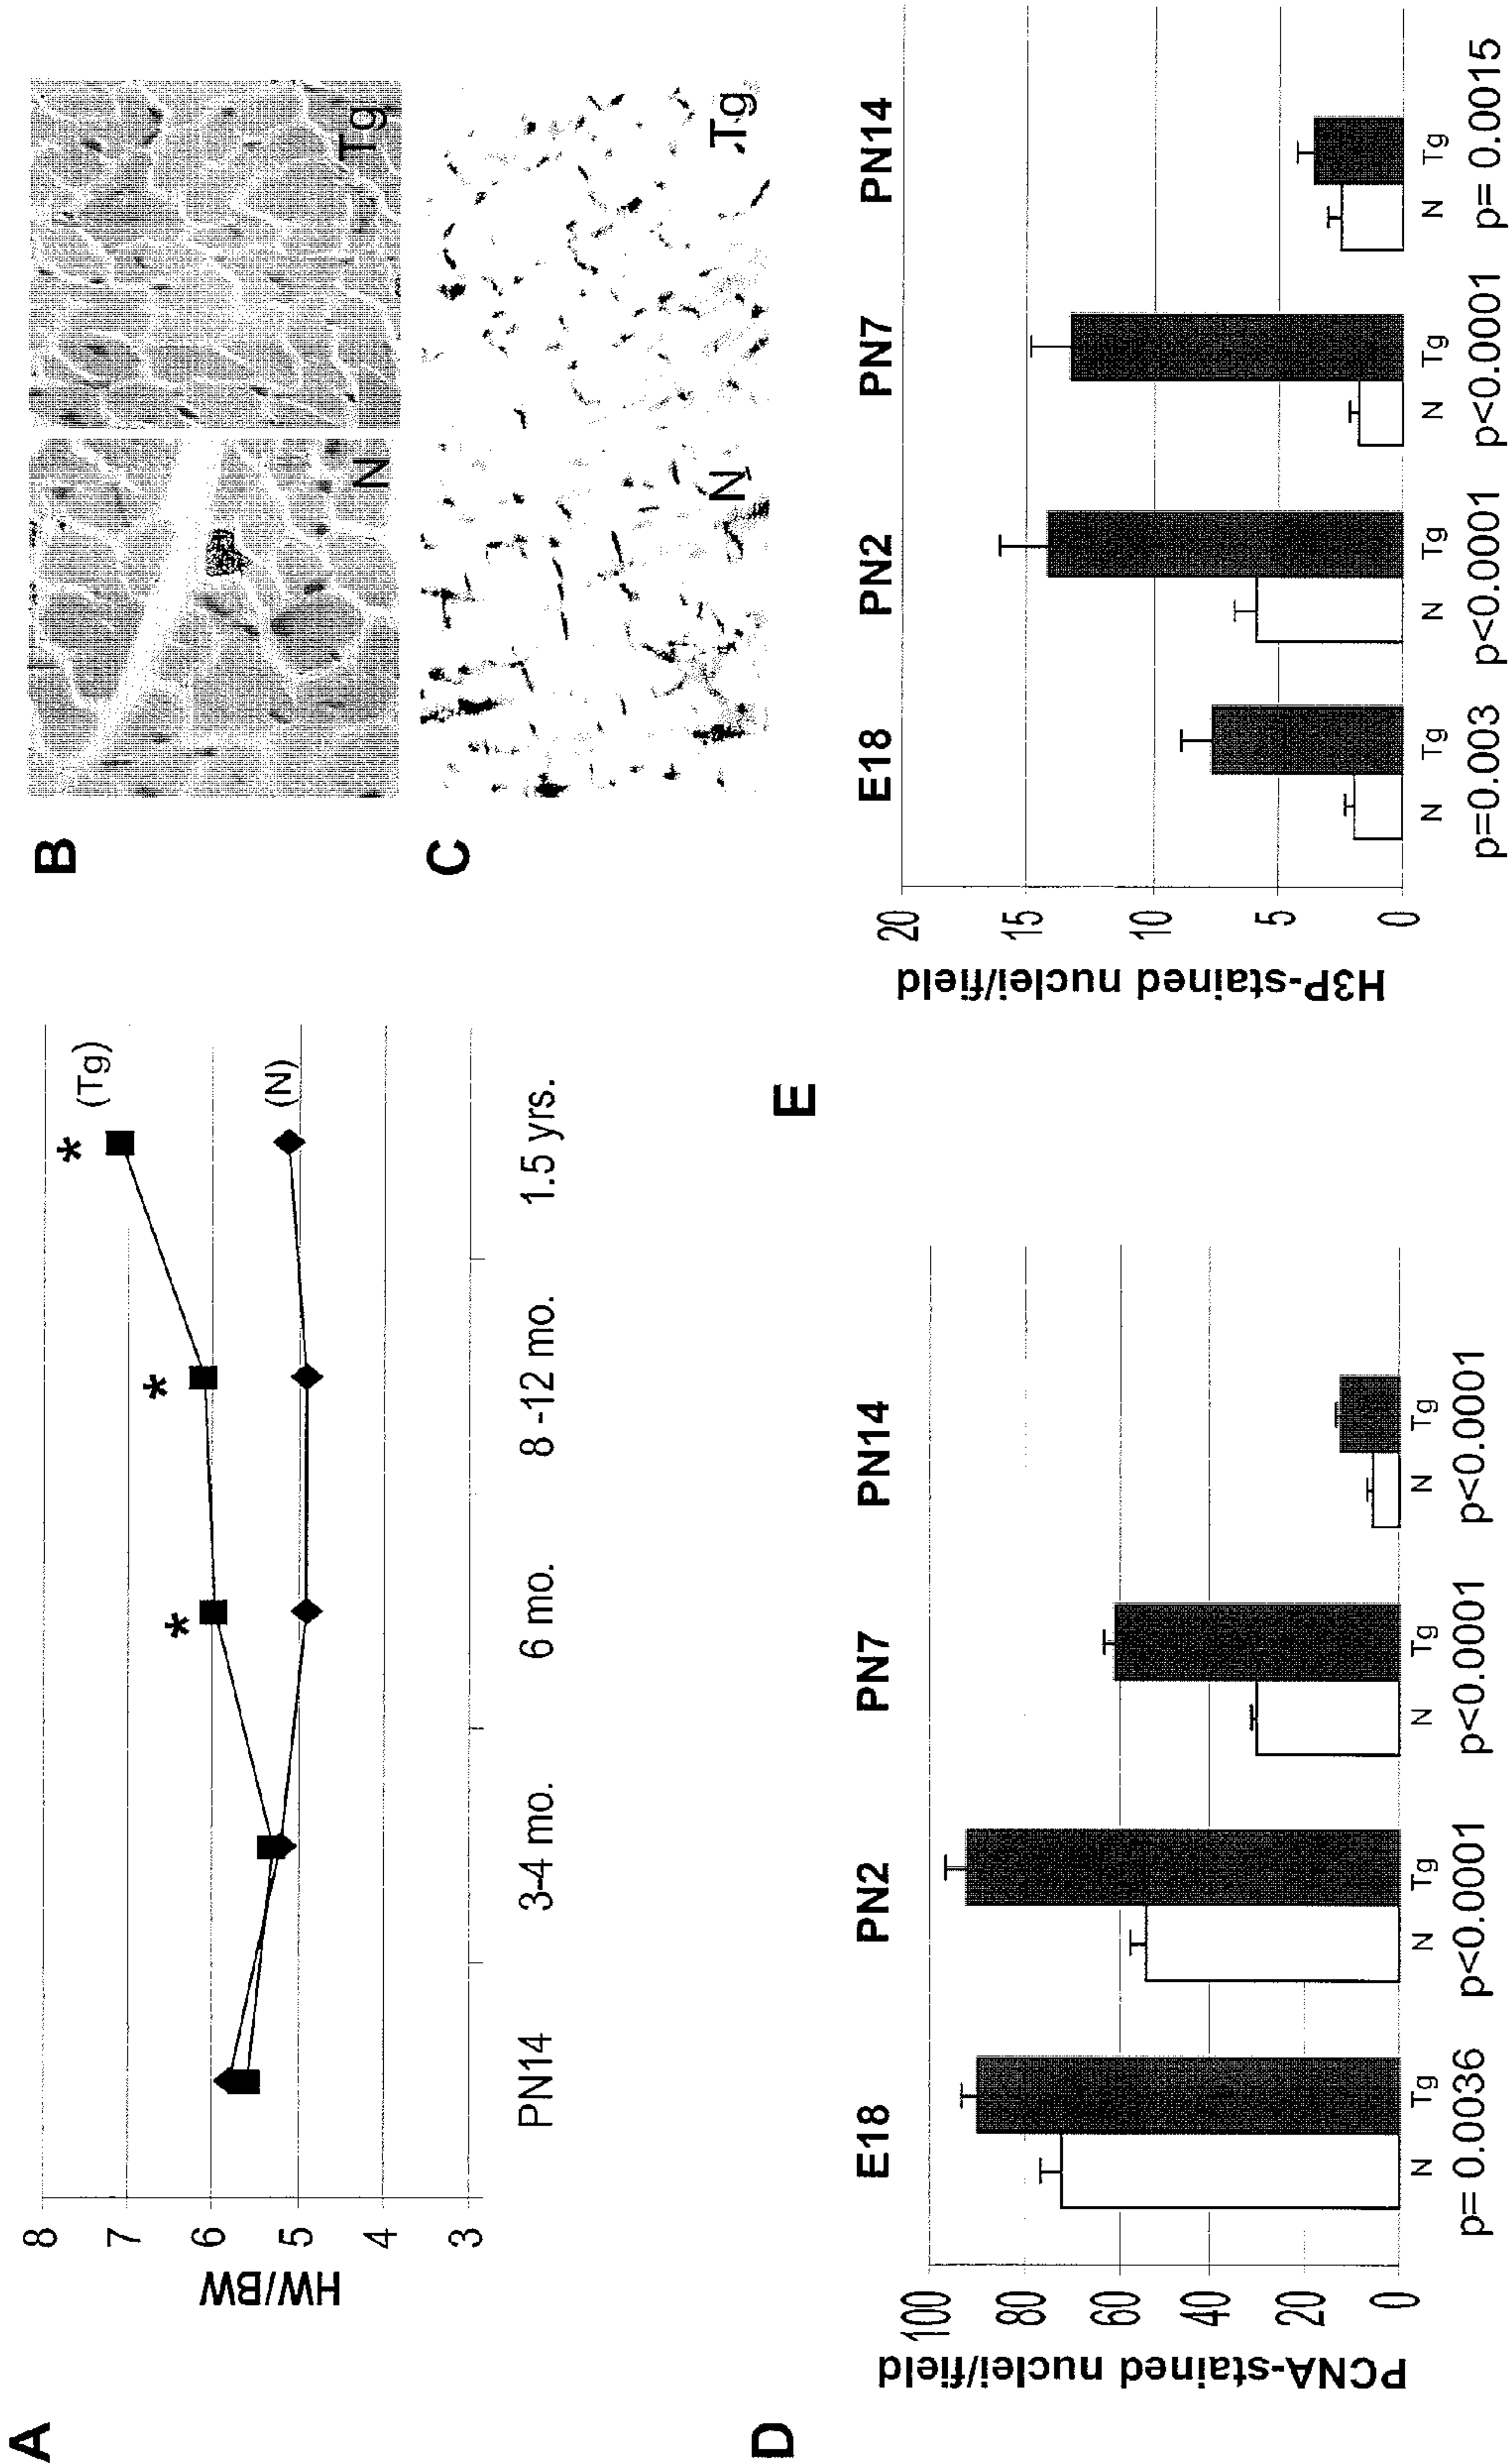 A
HW/BW
8
7
6
5
4
3
* * *
(Tg)
(N)
PN14 3-4 mo. 6 mo. 8 -12 mo. 1.5 yrs.
B
N Tg
C
N Tg
D
PCNA-stained nuclei/field
100
80
60
40
20
0
E18 PN2 PN7 PN14
N Tg N Tg N Tg N Tg
p= 0.0036 p<0.0001 p<0.0001 p<0.0001
E
H3P-stained nuclei/field
20
15
10
5
0
E18 PN2 PN7 PN14
N Tg N Tg N Tg N Tg
p=0.003 p<0.0001 p<0.0001 p= 0.0015